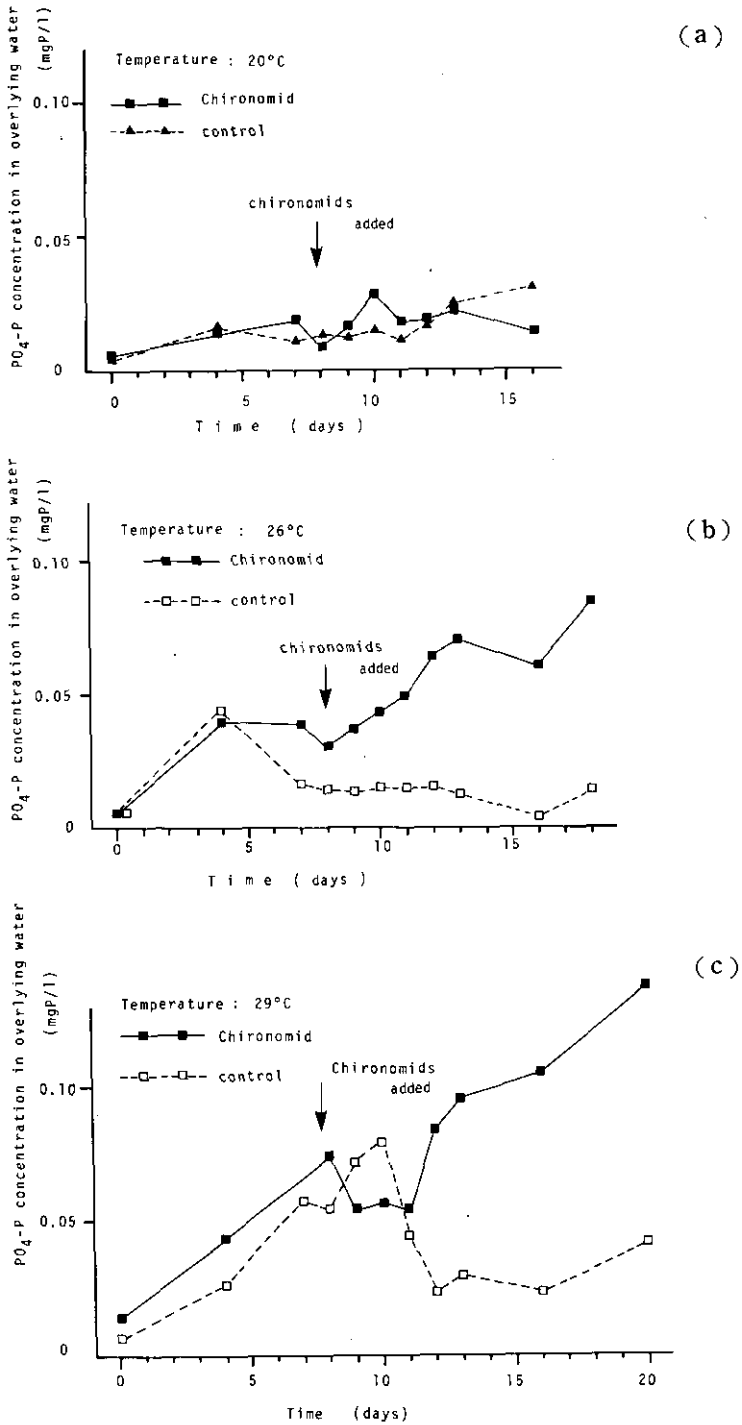 (a)
PO4-P concentration in overlying water
(mgP/l)
Temperature : 20°C
Chironomid
control
chironomids
added
0.10
0.05
0
0 5 10 15
Time (days)
(b)
PO4-P concentration in overlying water
(mgP/l)
Temperature : 26°C
Chironomid
control
Chironomids
added
0.10
0.05
0
0 5 10 15
Time (days)
(c)
PO4-P concentration in overlying water
(mgP/l)
Temperature : 29°C
Chironomid
control
Chironomids
added
0.10
0.05
0
0 5 10 15 20
Time (days)